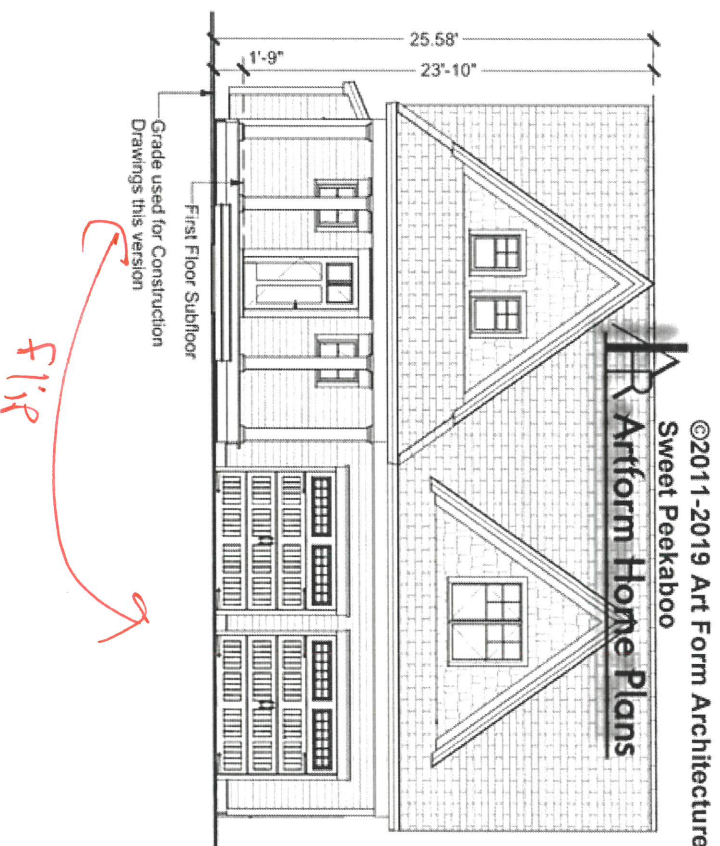 ©2011-2019 Art Form Architecture
Sweet Peekaboo
Artform Home Plans
25.58'
23'-10"
1'-9"
First Floor Subfloor
Grade used for Construction
Drawings this version
flip